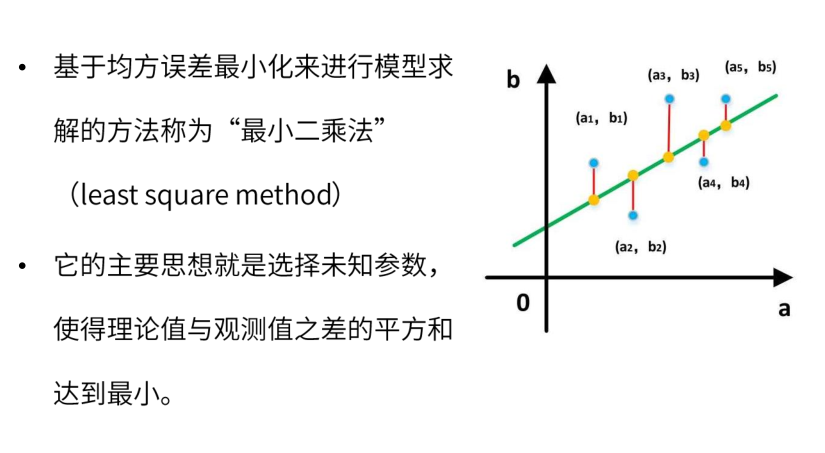 • 基于均方误差最小化来进行模型求
解的方法称为“最小二乘法”
（least square method）
• 它的主要思想就是选择未知参数，
使得理论值与观测值之差的平方和
达到最小。
b
(a1, b1)
(a3, b3)
(a5, b5)
(a4, b4)
(a2, b2)
0
a